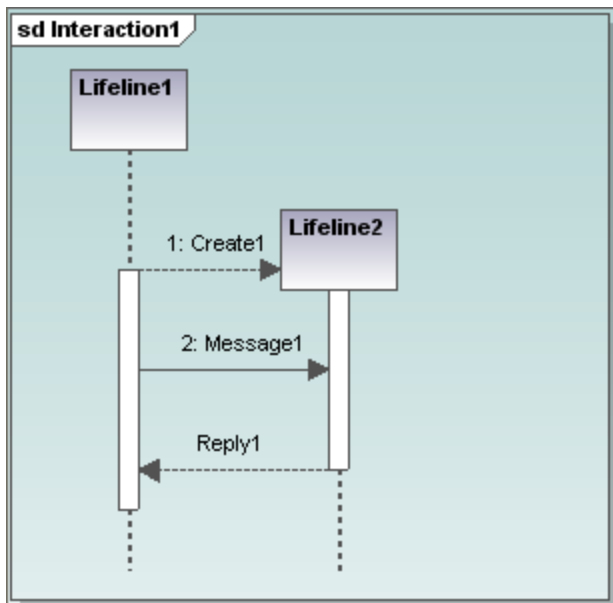 sd Interaction1
Lifeline1
Lifeline2
1: Create1
2: Message1
Reply1